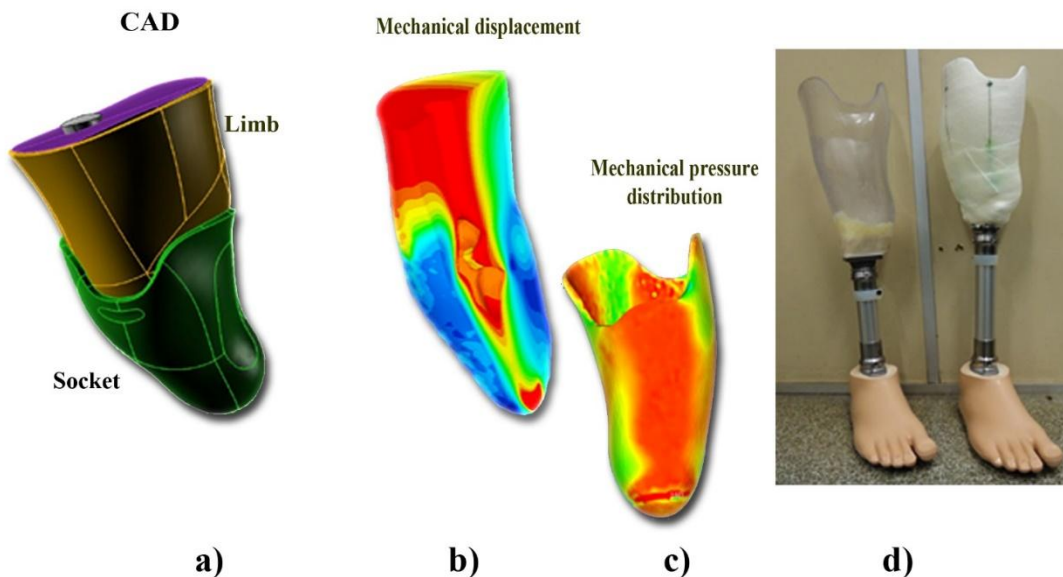 CAD
Mechanical displacement
Limb
Mechanical pressure
distribution
Socket
a)
b)
c)
d)